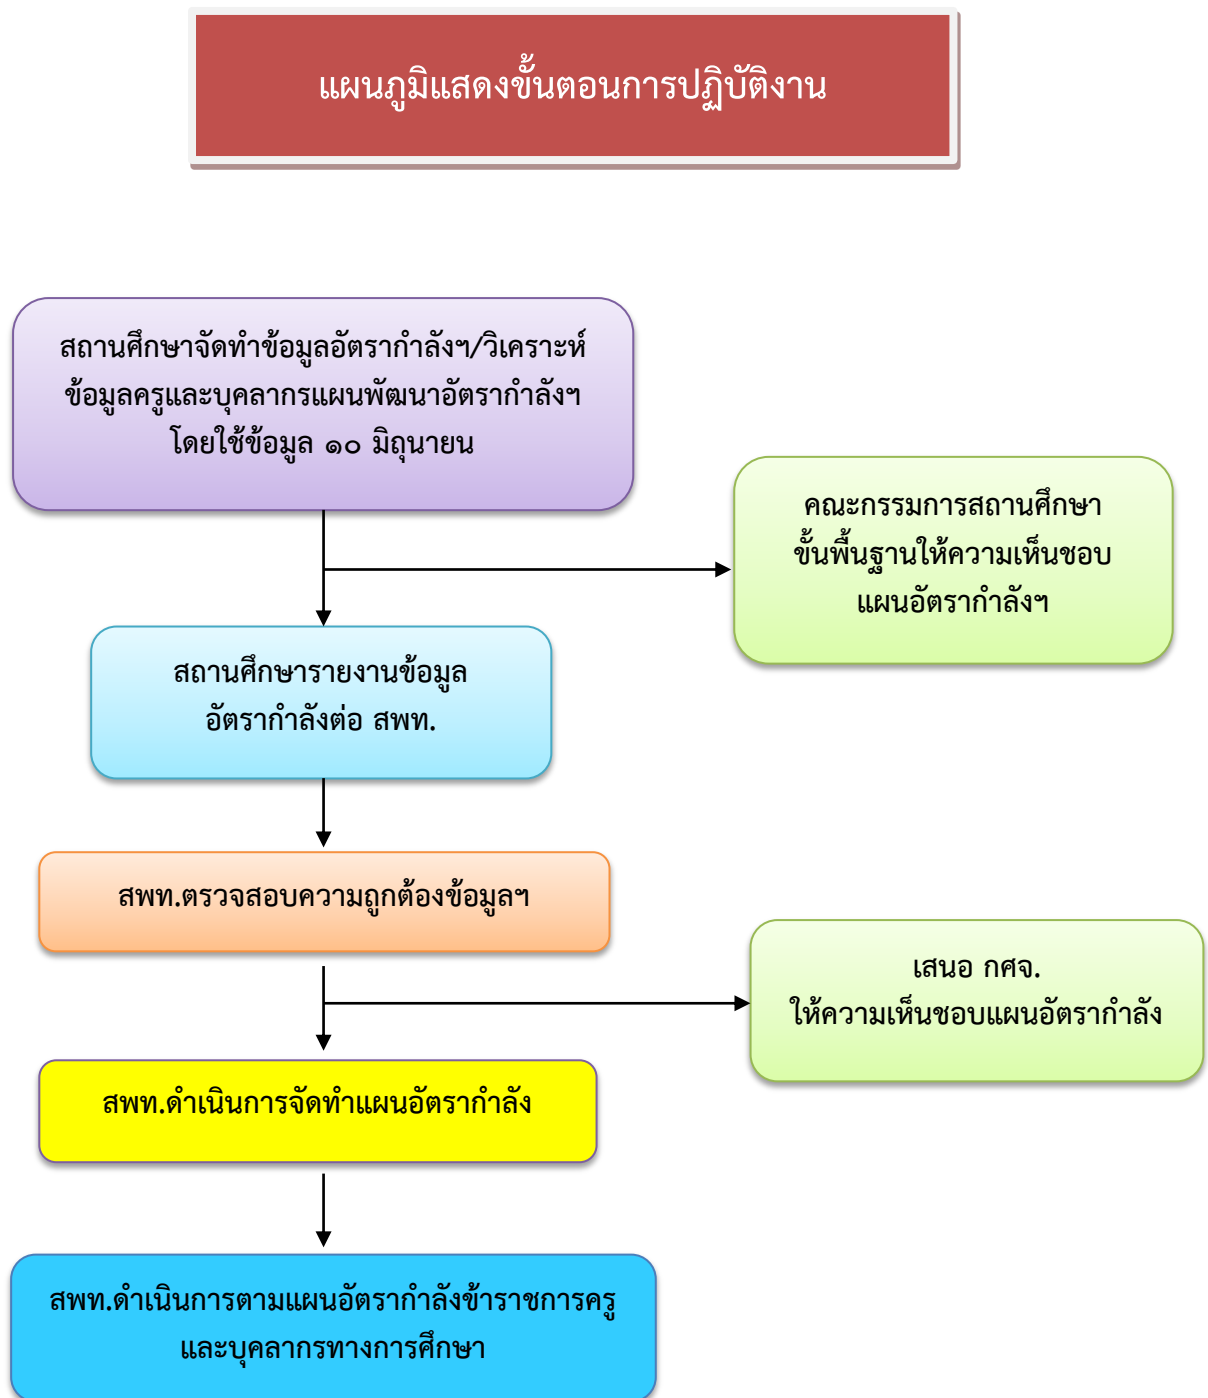 แผนภูมิแสดงขั้นตอนการปฏิบัติงาน
สถานศึกษาจัดทำข้อมูลอัตรากำลังฯ/วิเคราะห์
ข้อมูลครูและบุคลากรแผนพัฒนาอัตรากำลังฯ
โดยใช้ข้อมูล ๑๐ มิถุนายน
คณะกรรมการสถานศึกษา
ขั้นพื้นฐานให้ความเห็นชอบ
แผนอัตรากำลังฯ
สถานศึกษารายงานข้อมูล
อัตรากำลังต่อ สพท.
สพท.ตรวจสอบความถูกต้องข้อมูลฯ
เสนอ กศจ.
ให้ความเห็นชอบแผนอัตรากำลัง
สพท.ดำเนินการจัดทำแผนอัตรากำลัง
สพท.ดำเนินการตามแผนอัตรากำลังข้าราชการครู
และบุคลากรทางการศึกษา